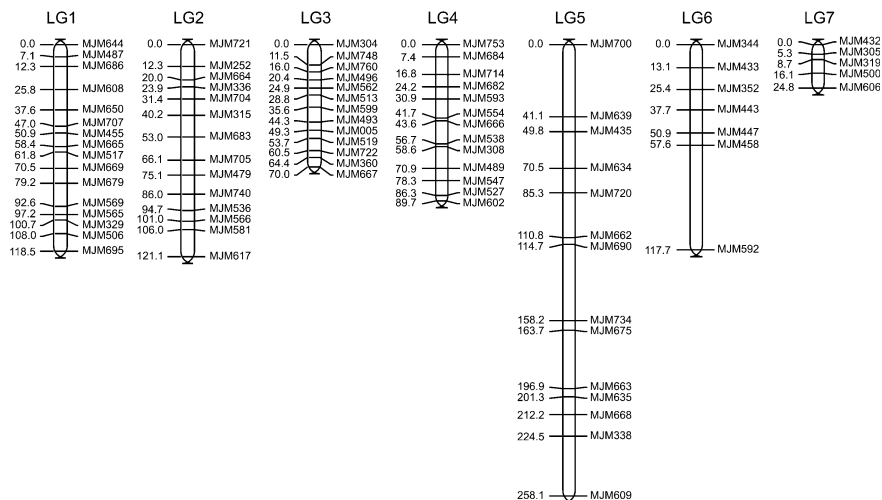 LG1
0.0 MJM644
7.1 MJM487
12.3 MJM686
25.8 MJM608
37.6 MJM650
47.0 MJM707
50.9 MJM455
58.4 MJM665
61.8 MJM517
70.5 MJM669
79.2 MJM679
92.6 MJM569
97.2 MJM565
100.7 MJM329
108.0 MJM506
118.5 MJM695
LG2
0.0 MJM721
12.3 MJM252
20.0 MJM664
23.9 MJM336
31.4 MJM704
40.2 MJM315
53.0 MJM683
66.1 MJM705
75.1 MJM479
86.0 MJM740
94.7 MJM536
101.0 MJM566
106.0 MJM581
121.1 MJM617
LG3
0.0 MJM304
11.5 MJM748
16.0 MJM760
20.4 MJM496
24.9 MJM562
28.8 MJM513
35.6 MJM599
44.3 MJM493
49.3 MJM005
53.7 MJM519
60.5 MJM722
64.4 MJM360
70.0 MJM667
LG4
0.0 MJM753
7.4 MJM684
16.8 MJM714
24.2 MJM682
30.9 MJM593
41.7 MJM554
43.6 MJM666
56.7 MJM538
58.6 MJM308
70.9 MJM489
78.3 MJM547
86.3 MJM527
89.7 MJM602
LG5
0.0 MJM700
41.1 MJM639
49.8 MJM435
70.5 MJM634
85.3 MJM720
110.8 MJM662
114.7 MJM690
158.2 MJM734
163.7 MJM675
196.9 MJM663
201.3 MJM635
212.2 MJM668
224.5 MJM338
258.1 MJM609
LG6
0.0 MJM344
13.1 MJM433
25.4 MJM352
37.7 MJM443
50.9 MJM447
57.6 MJM458
117.7 MJM592
LG7
0.0 MJM432
5.3 MJM305
8.7 MJM319
16.1 MJM500
24.8 MJM606